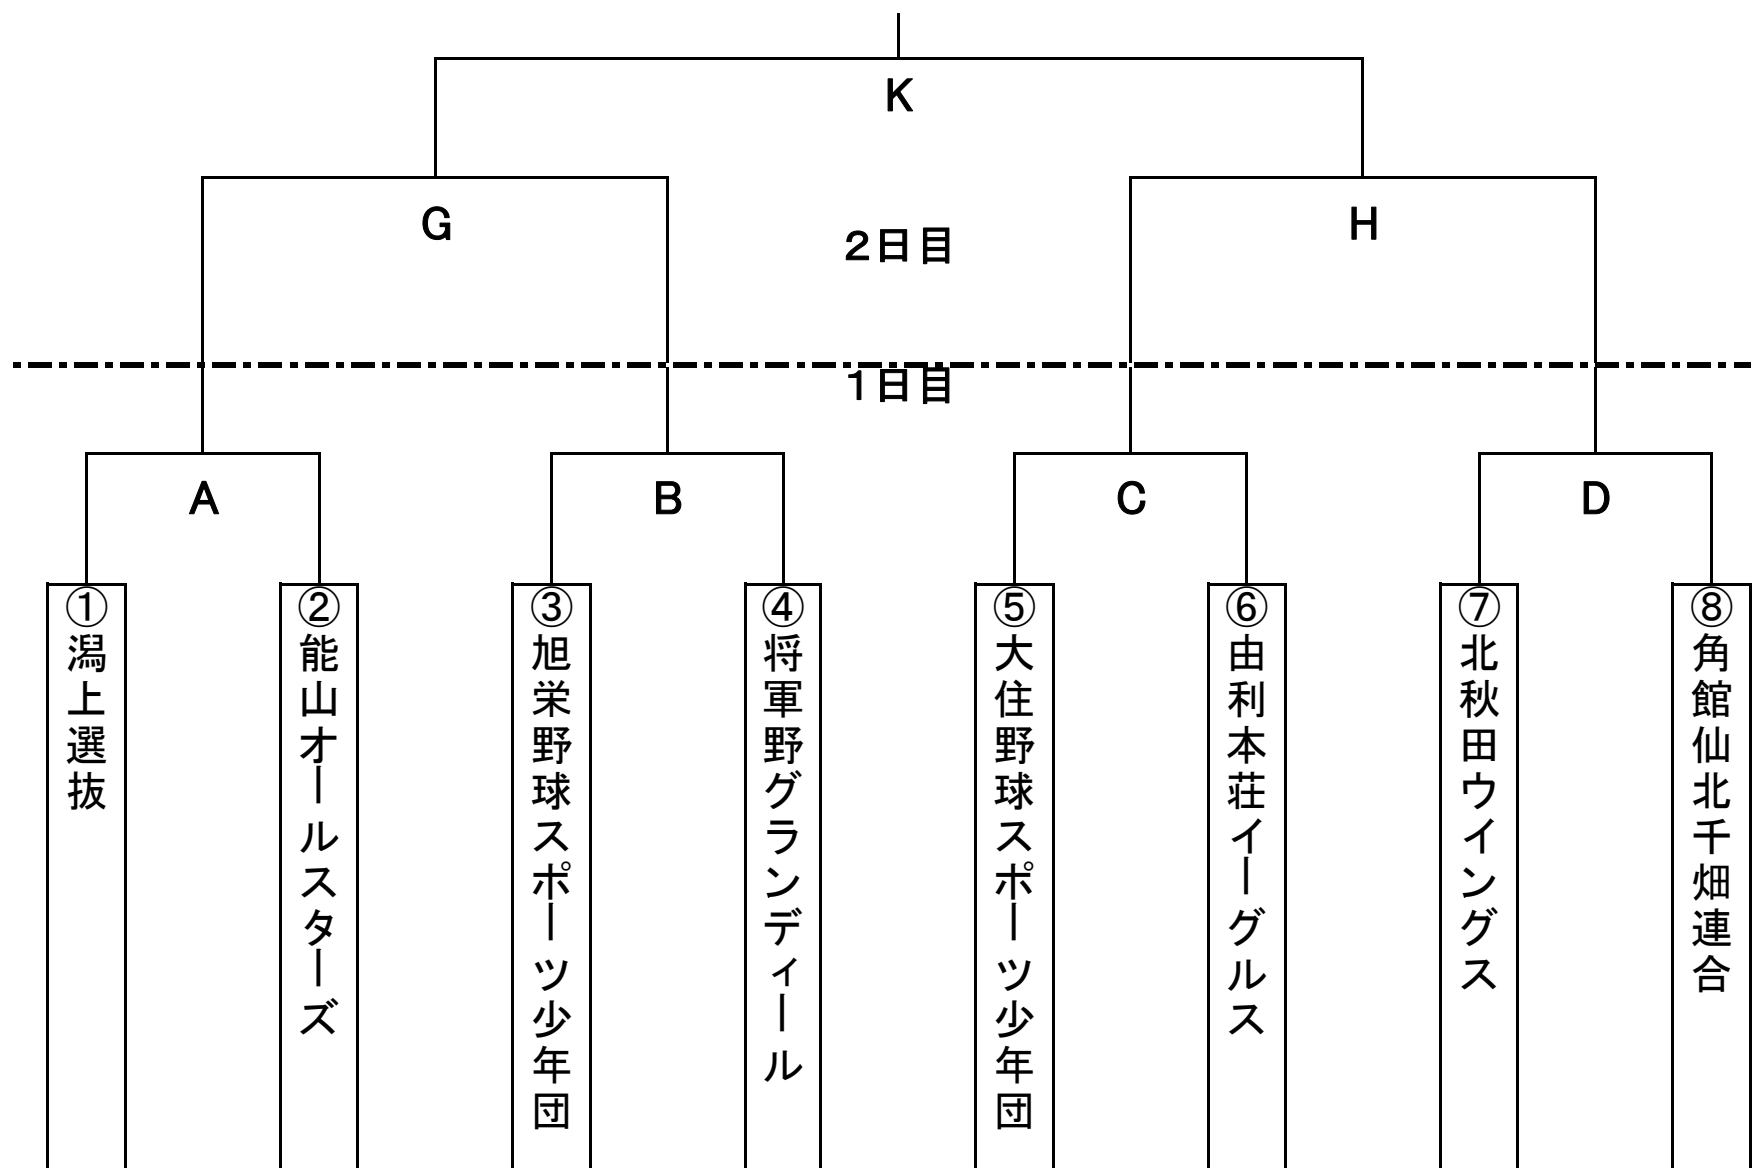 K
G
H
2日目
1日目
A
B
C
D
①潟上選抜
②能山オールスターズ
③旭栄野球スポーツ少年団
④将軍野グランディール
⑤大住野球スポーツ少年団
⑥由利本荘イーグルス
⑦北秋田ウイングス
⑧角館仙北千畑連合